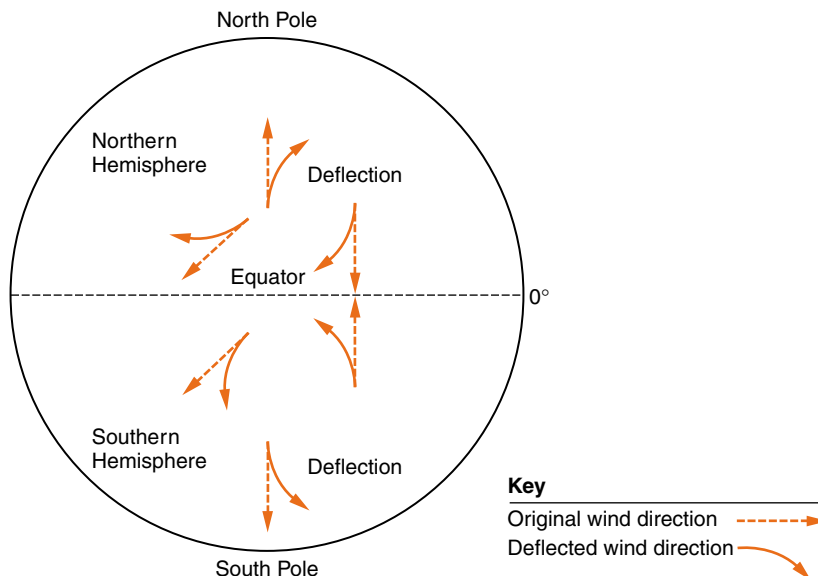 North Pole
Northern
Hemisphere
Deflection
Equator
0°
Southern
Hemisphere
Deflection
South Pole
Key
Original wind direction
Deflected wind direction